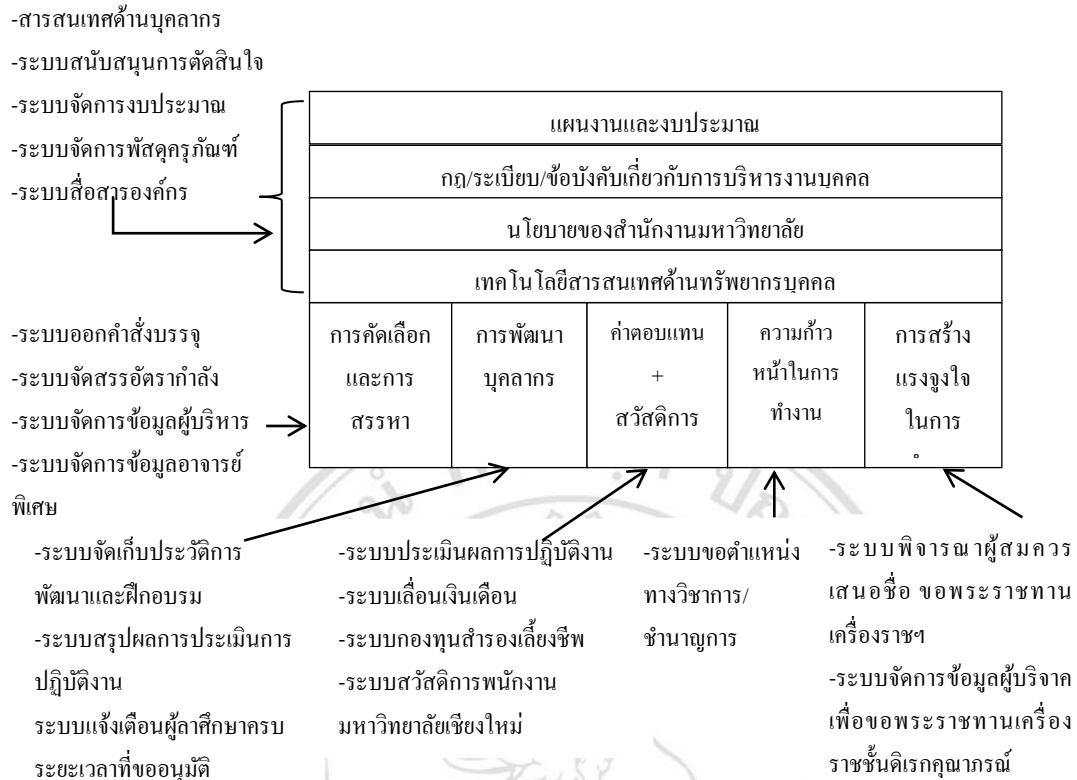 -สารสนเทศด้านบุคลากร
-ระบบสนับสนุนการตัดสินใจ
-ระบบจัดการงบประมาณ
-ระบบจัดการพัสดุครุภัณฑ์
-ระบบสื่อสารองค์กร
แผนงานและงบประมาณ
กฎ/ระเบียบ/ข้อบังคับเกี่ยวกับการบริหารงานบุคคล
นโยบายของสำนักงานมหาวิทยาลัย
เทคโนโลยีสารสนเทศด้านทรัพยากรบุคคล
-ระบบออกคำสั่งบรรจุ
-ระบบจัดสรรอัตรากำลัง
-ระบบจัดการข้อมูลผู้บริหาร
-ระบบจัดการข้อมูลอาจารย์
พิเศษ
การคัดเลือก
และการ
สรรหา
การพัฒนา
บุคลากร
ค่าตอบแทน
+
สวัสดิการ
ความก้าว
หน้าในการ
ทำงาน
การสร้าง
แรงจูงใจ
ในการ
-ระบบจัดเก็บประวัติการ
พัฒนาและฝึกอบรม
-ระบบสรุปผลการประเมินการ
ปฏิบัติงาน
ระบบแจ้งเตือนผู้ลาศึกษาครบ
ระยะเวลาที่ขออนุมัติ
-ระบบประเมินผลการปฏิบัติงาน
-ระบบเลื่อนเงินเดือน
-ระบบกองทุนสำรองเลี้ยงชีพ
-ระบบสวัสดิการพนักงาน
มหาวิทยาลัยเชียงใหม่
-ระบบขอตำแหน่ง
ทางวิชาการ/
ชำนาญการ
-ระบบพิจารณาผู้สมควร
เสนอชื่อ ขอพระราชทาน
เครื่องราชฯ
-ระบบจัดการข้อมูลผู้บริจาค
เพื่อขอพระราชทานเครื่อง
ราชชั้นดิเรกคุณาภรณ์